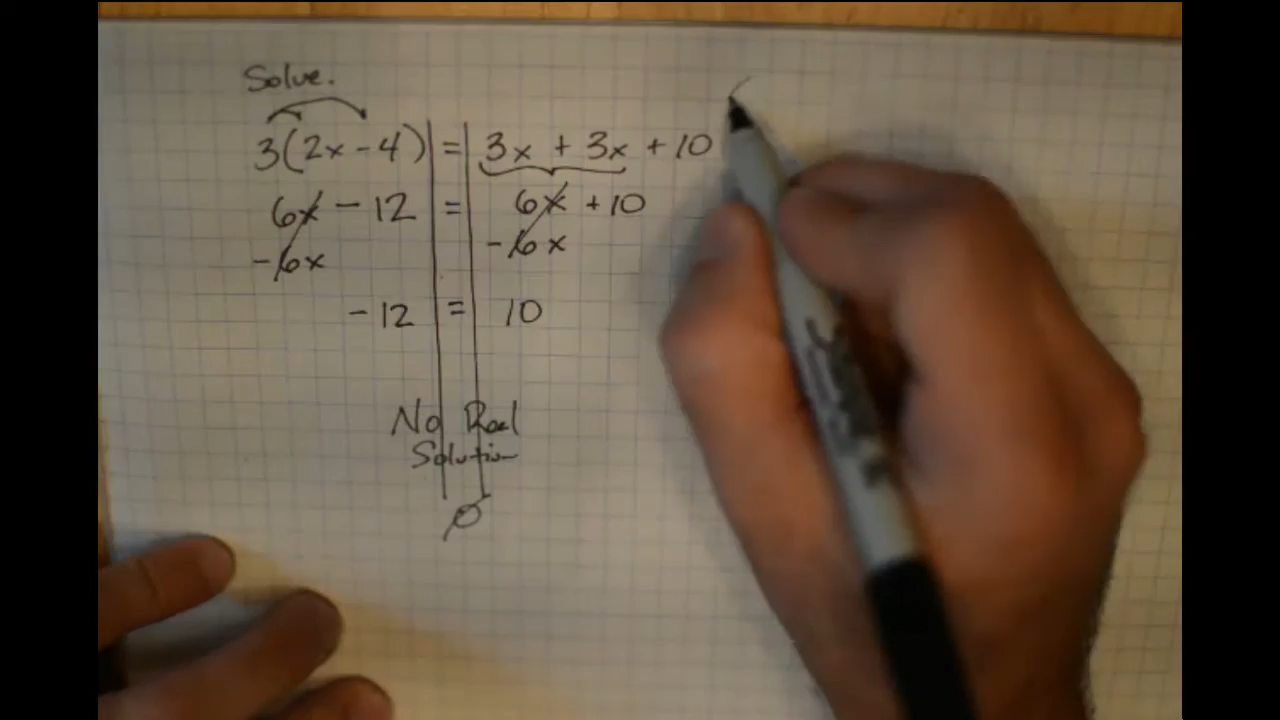 Solve.
3(2x - 4) = 3x + 3x + 10
6x - 12 = 6x + 10
-6x -6x
-12 = 10
No Real
Solution
∅